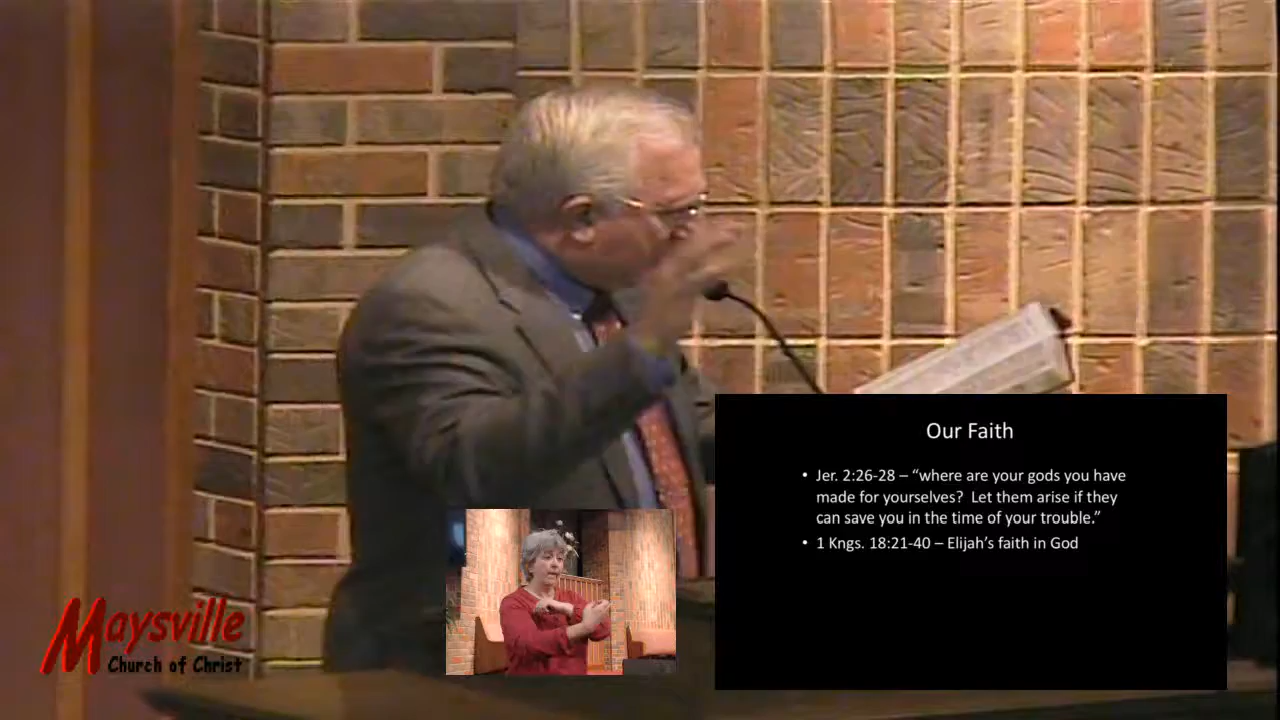 Our Faith
• Jer. 2:26-28 – “where are your gods you have
made for yourselves?  Let them arise if they
can save you in the time of your trouble.”
• 1 Kngs. 18:21-40 – Elijah’s faith in God
Maysville
Church of Christ